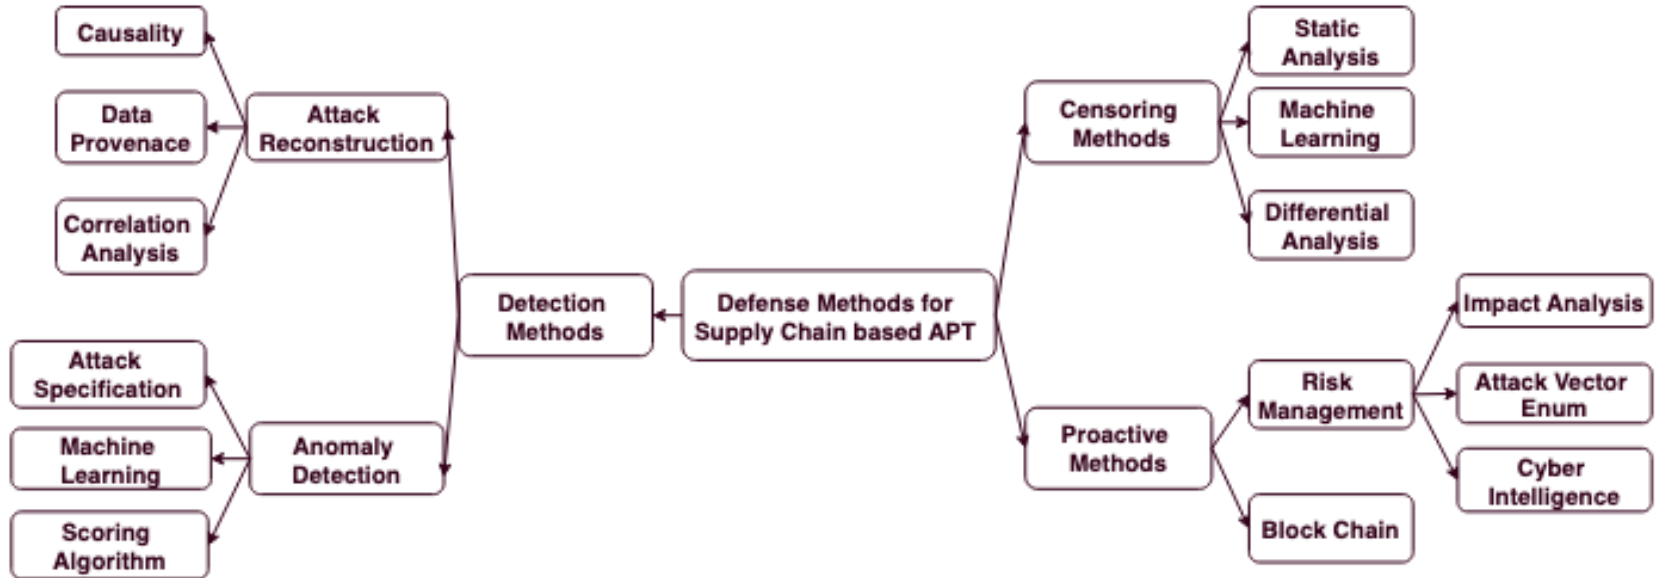 Causality
Data
Provenace
Correlation
Analysis
Attack
Reconstruction
Attack
Specification
Machine
Learning
Scoring
Algorithm
Anomaly
Detection
Detection
Methods
Defense Methods for
Supply Chain based APT
Censoring
Methods
Static
Analysis
Machine
Learning
Differential
Analysis
Proactive
Methods
Risk
Management
Block Chain
Impact Analysis
Attack Vector
Enum
Cyber
Intelligence